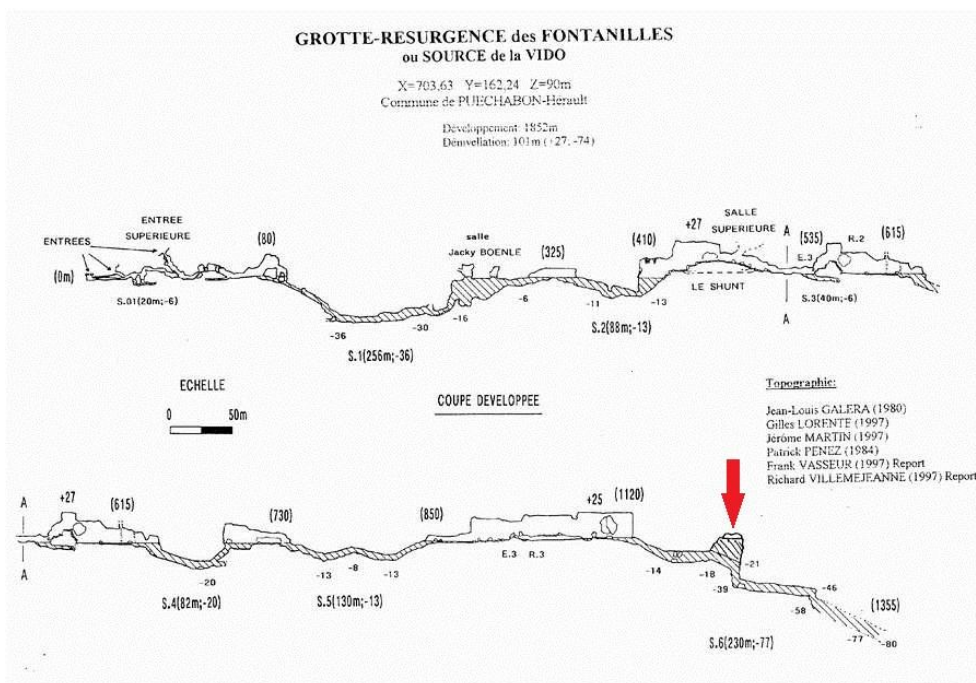 GROTTE-RESURGENCE des FONTANILLES
ou SOURCE de la VIDO
X=703,63 Y=162,24 Z=90m
Commune de PUECHABON-Hérault
Développement: 1852m
Dénivellation: 101m (+27; -74)
ENTREES
ENTREE
SUPERIEURE
(0m)
(80)
S.01(20m;-6)
-36
-30
S.1(256m;-36)
salle
Jacky BOENLE
-16
-6
(325)
-11
S.2(88m;-13)
(410)
-13
+27
SALLE
SUPERIEURE
LE SHUNT
A
A
(535)
E.3
R.2
(615)
S.3(40m;-6)
ECHELLE
0 50m
COUPE DEVELOPPEE
Topographie:
Jean-Louis GALERA (1980)
Gilles LORENTE (1997)
Jérôme MARTIN (1997)
Patrick PENEZ (1984)
Frank VASSEUR (1997) Report
Richard VILLEMEJEANNE (1997) Report
A
A
+27
(615)
-20
S.4(82m;-20)
(730)
-13
-8
-13
S.5(130m;-13)
(850)
E.3 R.3
+25
(1120)
-14
-18
-21
-39
-46
-58
(1355)
-77
-80
S.6(230m;-77)